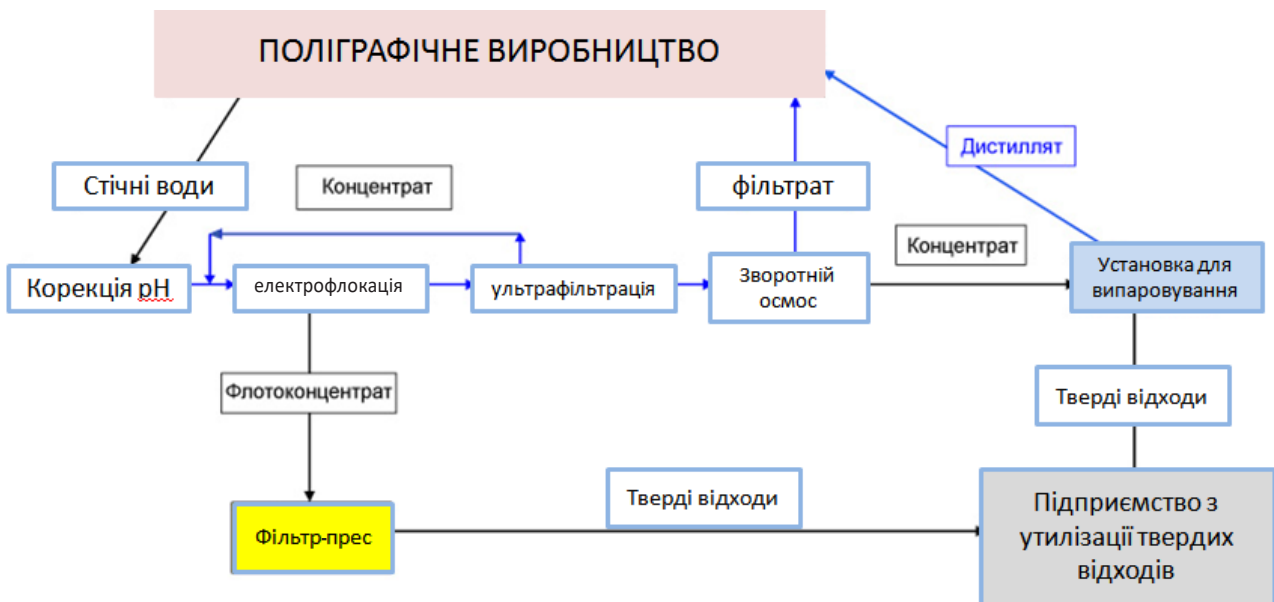 ПОЛІГРАФІЧНЕ ВИРОБНИЦТВО
Дистиллят
Стічні води
Концентрат
фільтрат
Концентрат
Корекція рН
електрофлокація
ультрафільтрація
Зворотній
осмос
Установка для
випаровування
Флотоконцентрат
Тверді відходи
Тверді відходи
Фільтр-прес
Підприємство з
утилізації твердих
відходів